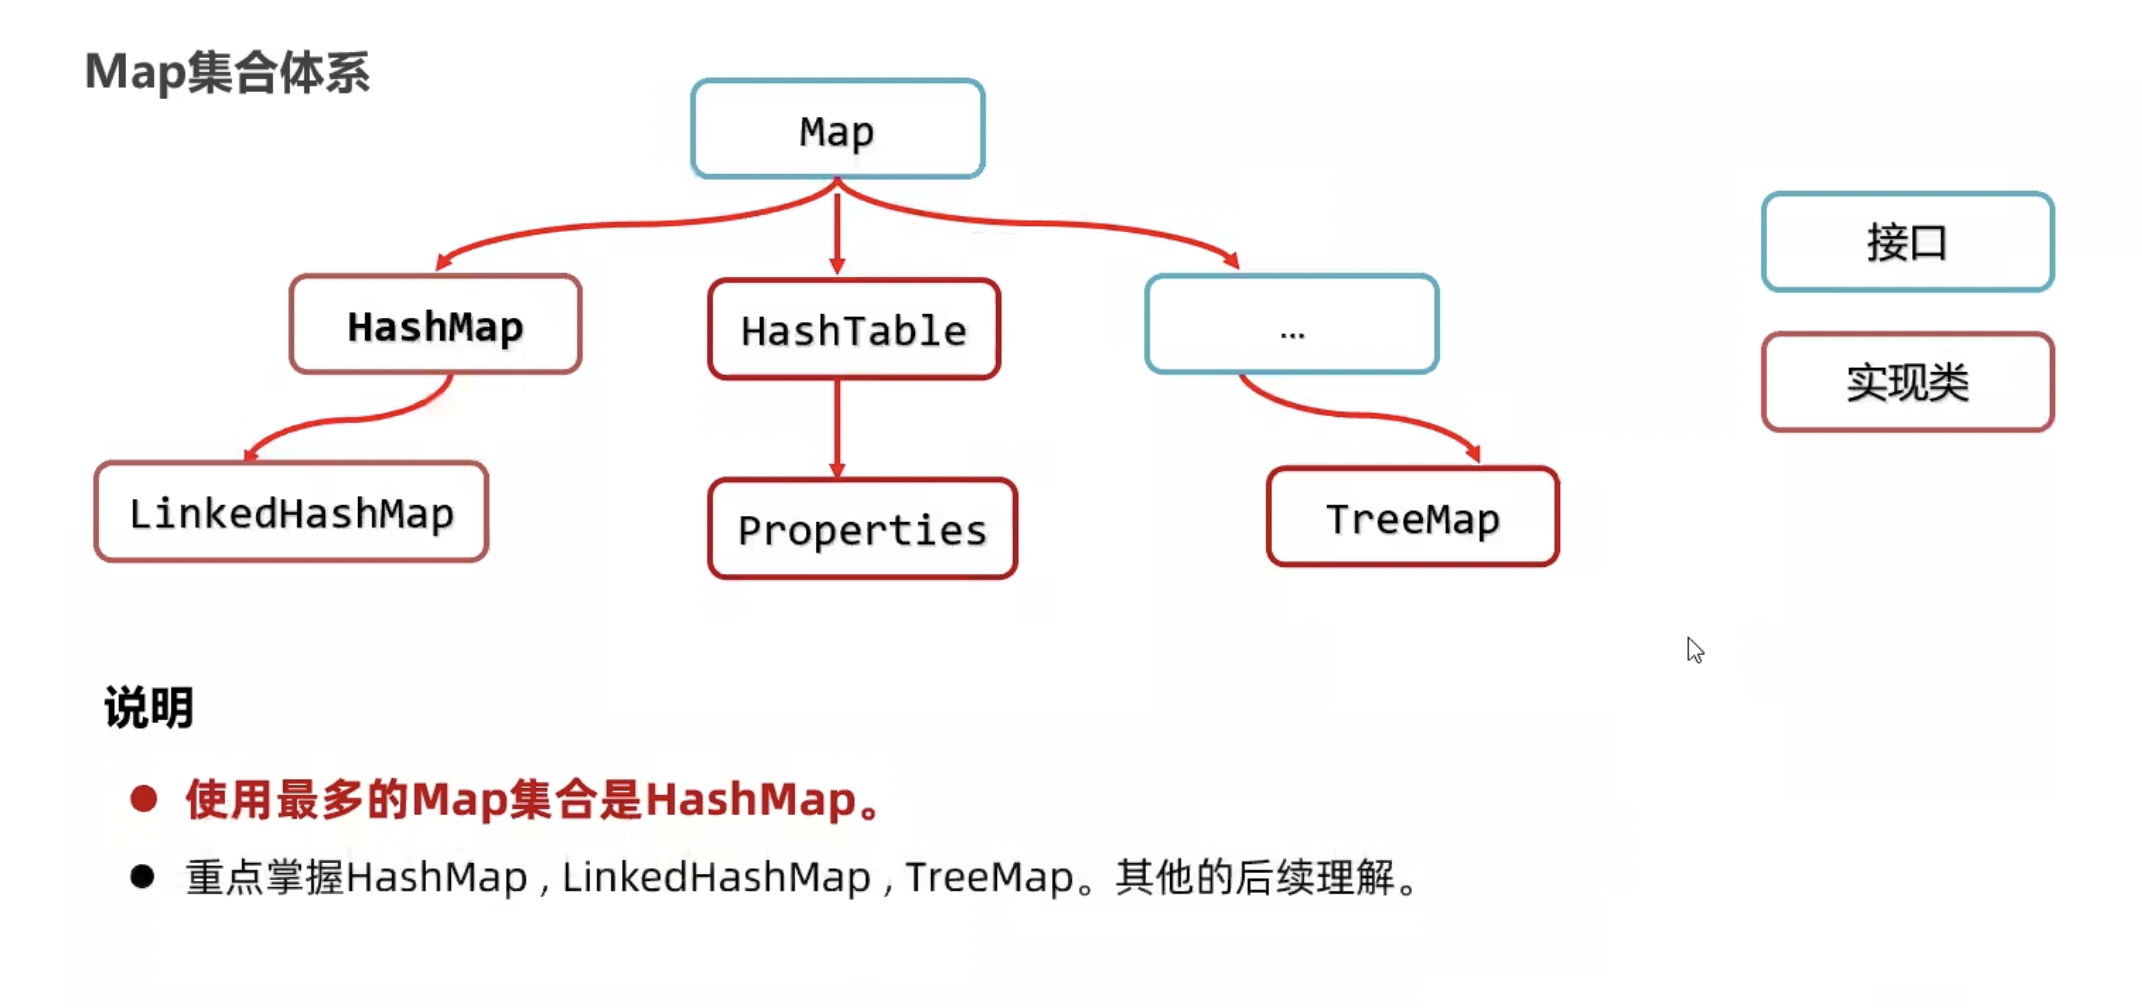 Map集合体系
Map
接口
HashMap
HashTable
...
实现类
LinkedHashMap
Properties
TreeMap
说明
使用最多的Map集合是HashMap。
重点掌握HashMap , LinkedHashMap , TreeMap。其他的后续理解。